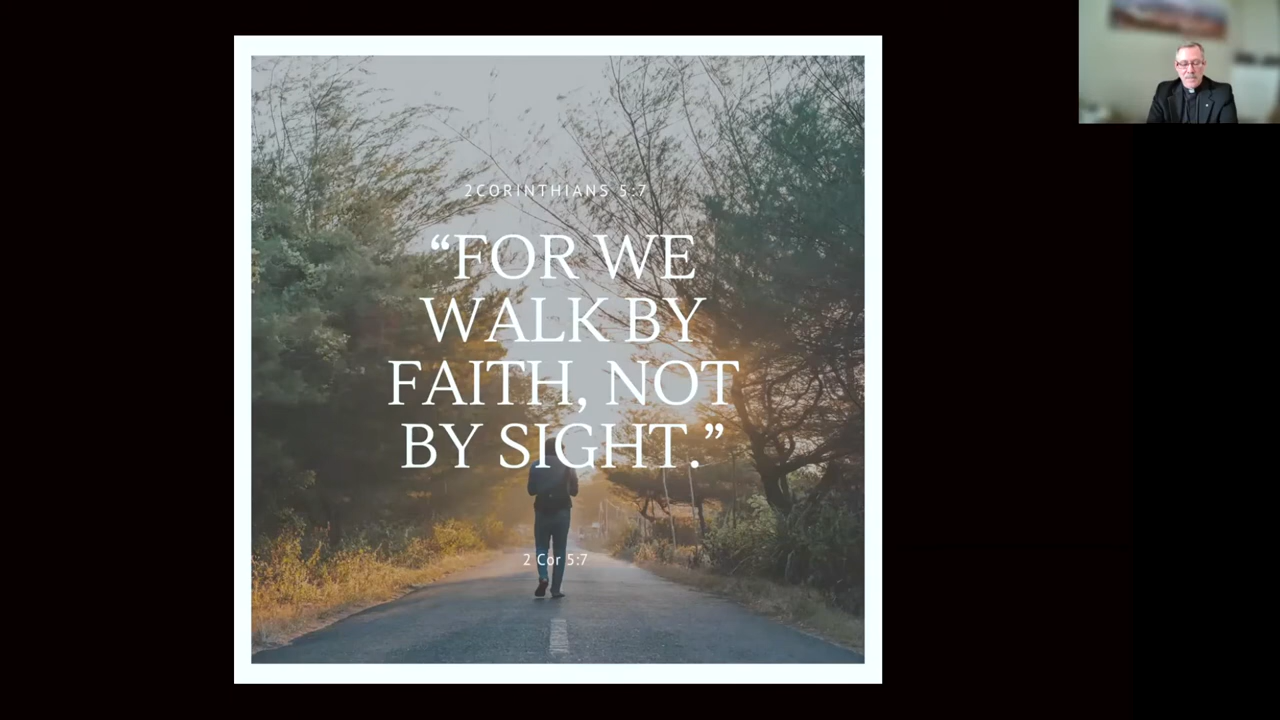 2CORINTHIANS 5:7
“FOR WE
WALK BY
FAITH, NOT
BY SIGHT.”
2 Cor 5:7